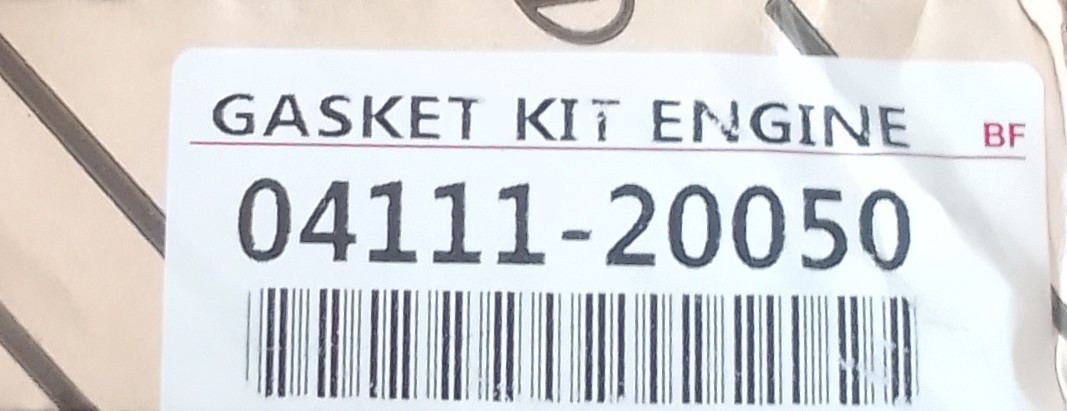 GASKET KIT ENGINE BF
04111-20050